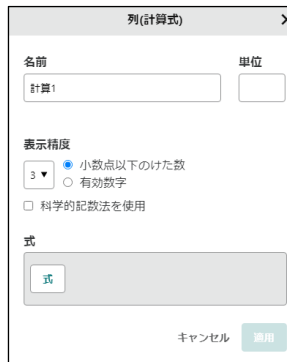 列(計算式)
名前
単位
計算1
表示精度
3 ▼
小数点以下のけた数
有効数字
科学的記数法を使用
式
式
キャンセル
適用